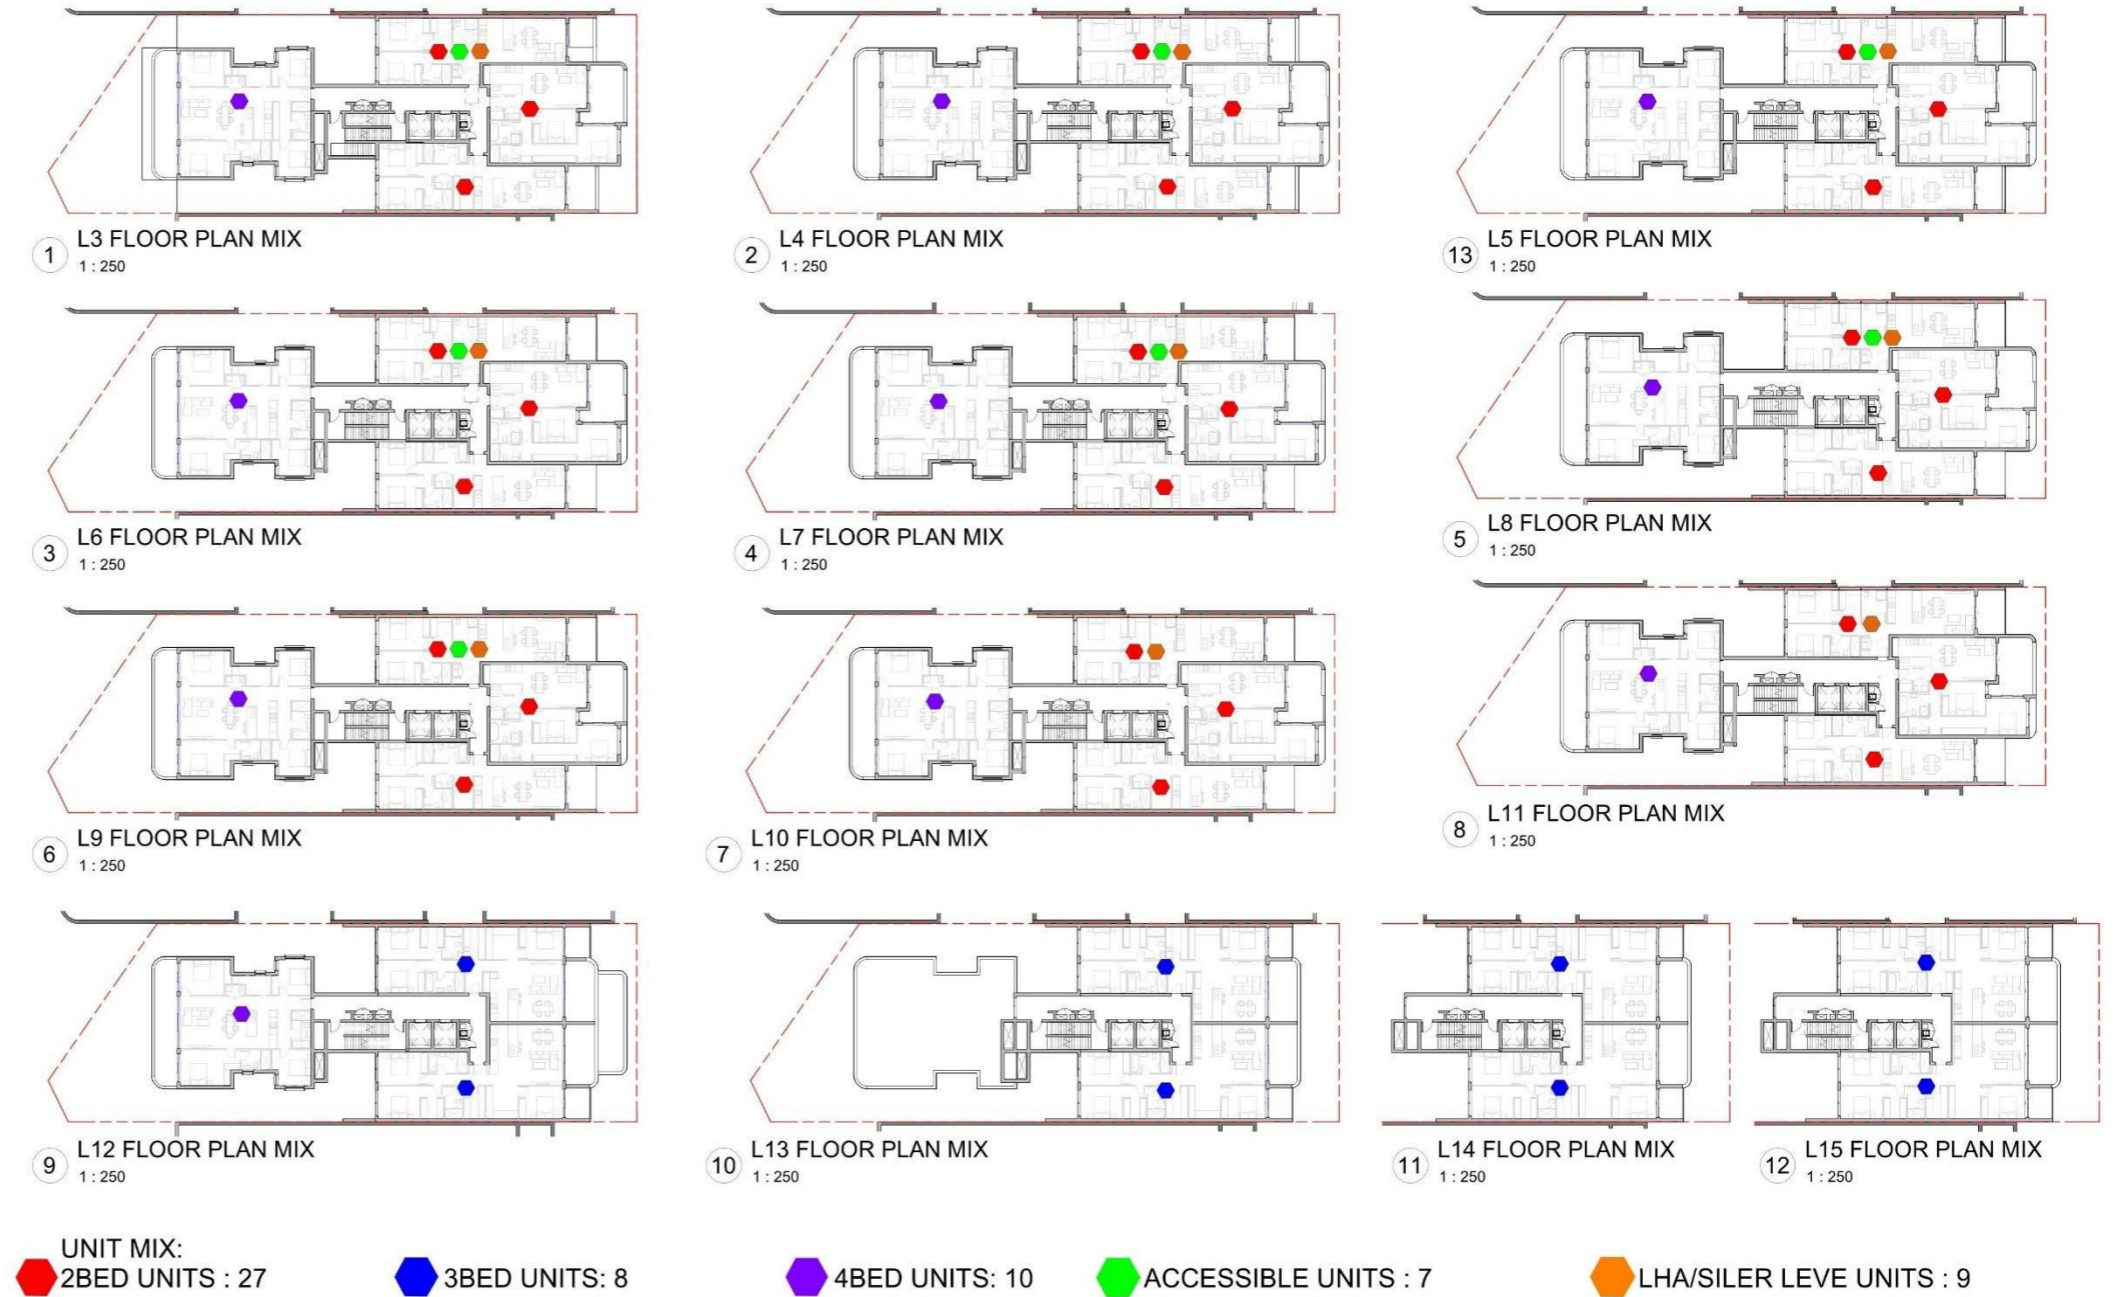 L3 FLOOR PLAN MIX
1
1 : 250
L4 FLOOR PLAN MIX
2
1 : 250
L5 FLOOR PLAN MIX
13
1 : 250
L6 FLOOR PLAN MIX
3
1 : 250
L7 FLOOR PLAN MIX
4
1 : 250
L8 FLOOR PLAN MIX
5
1 : 250
L9 FLOOR PLAN MIX
6
1 : 250
L10 FLOOR PLAN MIX
7
1 : 250
L11 FLOOR PLAN MIX
8
1 : 250
L12 FLOOR PLAN MIX
9
1 : 250
L13 FLOOR PLAN MIX
10
1 : 250
L14 FLOOR PLAN MIX
11
1 : 250
L15 FLOOR PLAN MIX
12
1 : 250
UNIT MIX:
2BED UNITS : 27
3BED UNITS: 8
4BED UNITS: 10
ACCESSIBLE UNITS : 7
LHA/SILER LEVE UNITS : 9